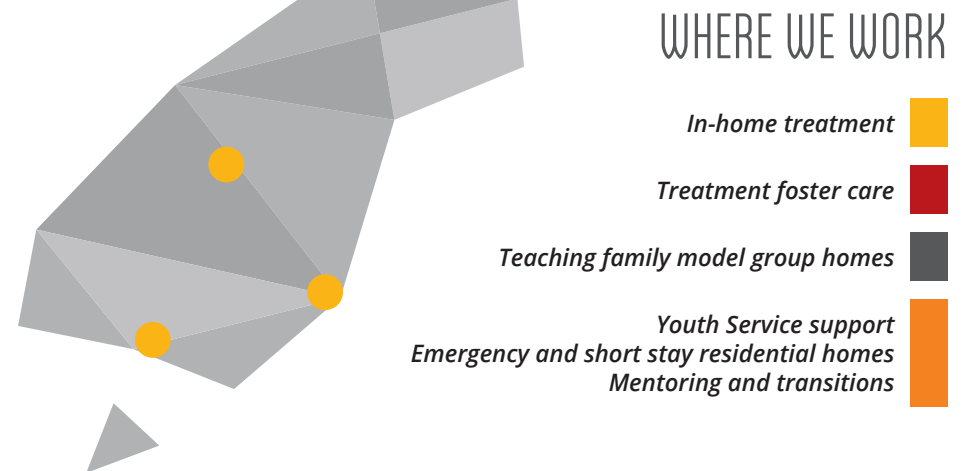 WHERE WE WORK
In-home treatment
Treatment foster care
Teaching family model group homes
Youth Service support
Emergency and short stay residential homes
Mentoring and transitions